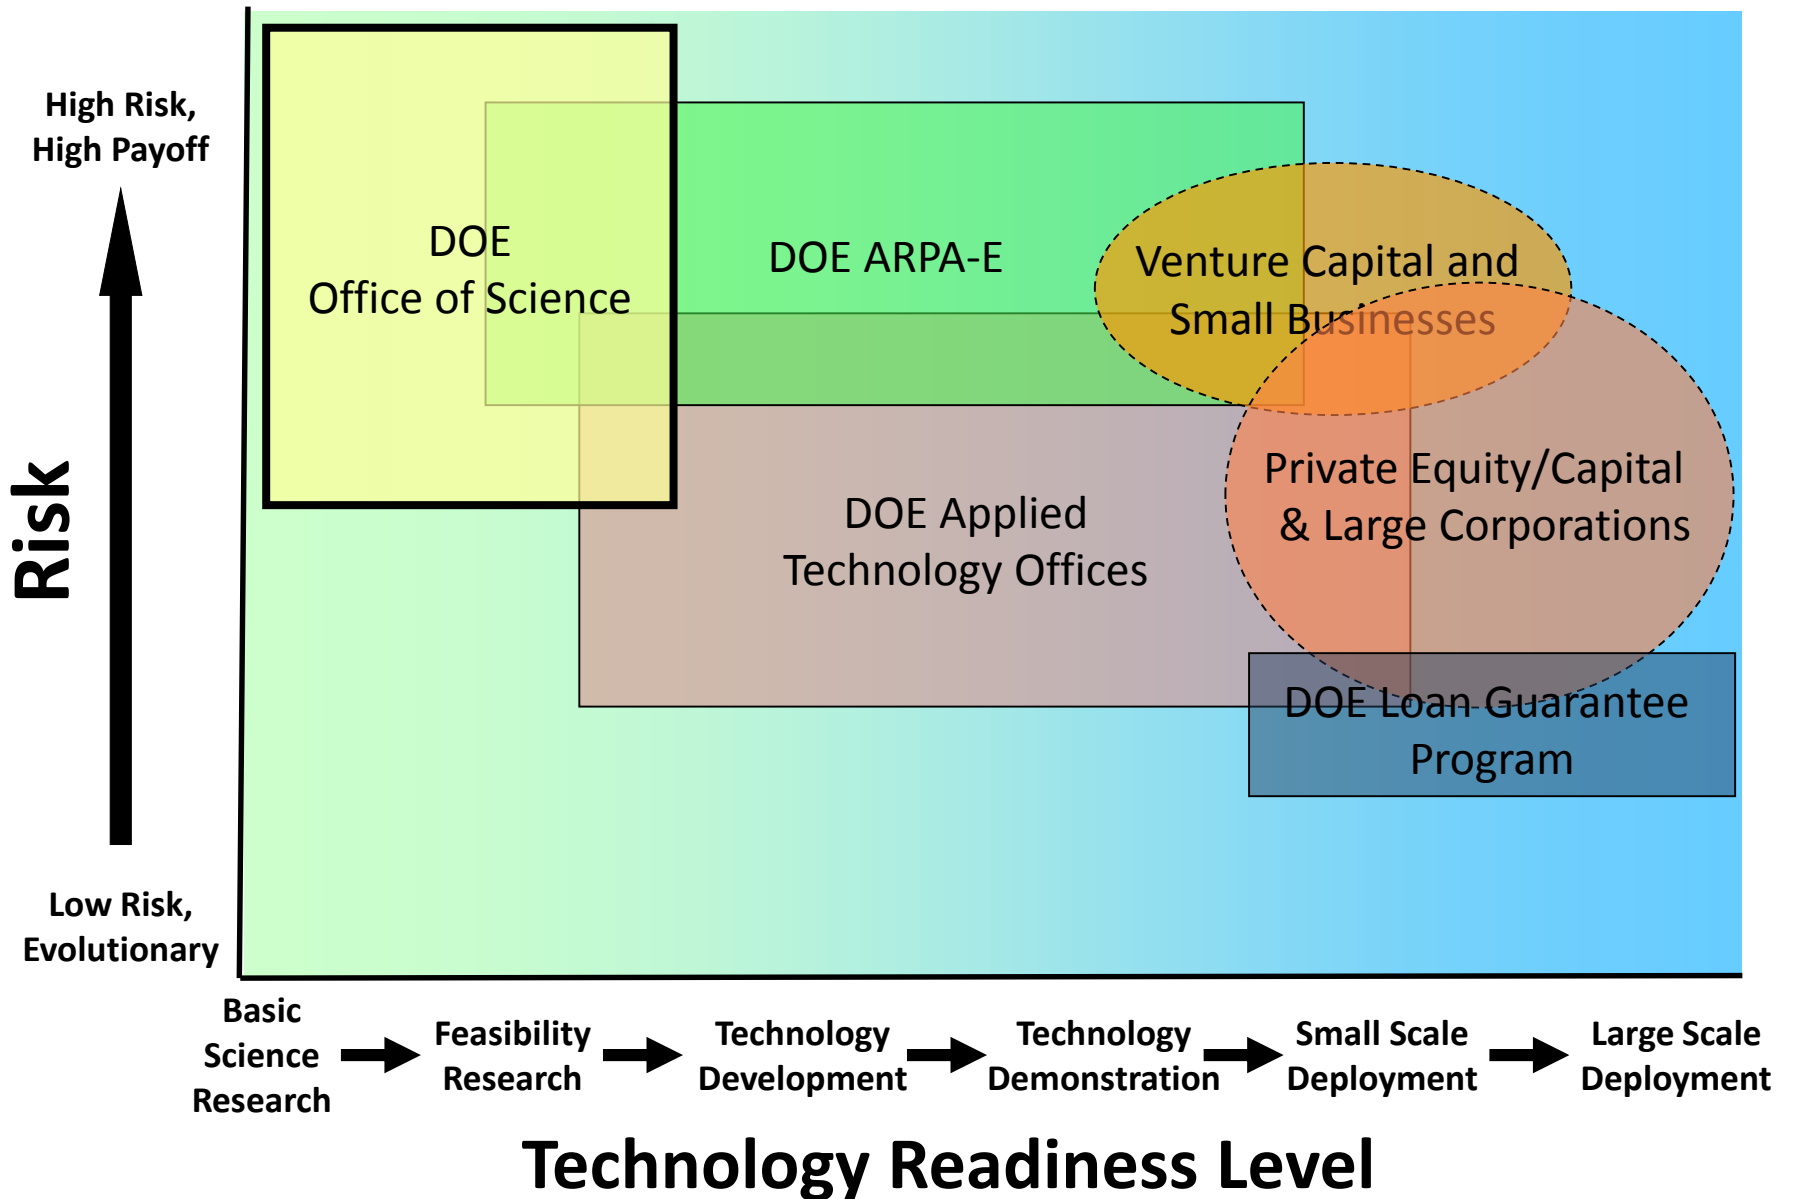 High Risk,
High Payoff
Risk
Low Risk,
Evolutionary
DOE
Office of Science
DOE ARPA-E
Venture Capital and
Small Businesses
Private Equity/Capital
& Large Corporations
DOE Applied
Technology Offices
DOE Loan Guarantee
Program
Basic
Science
Research
Feasibility
Research
Technology
Development
Technology
Demonstration
Small Scale
Deployment
Large Scale
Deployment
Technology Readiness Level